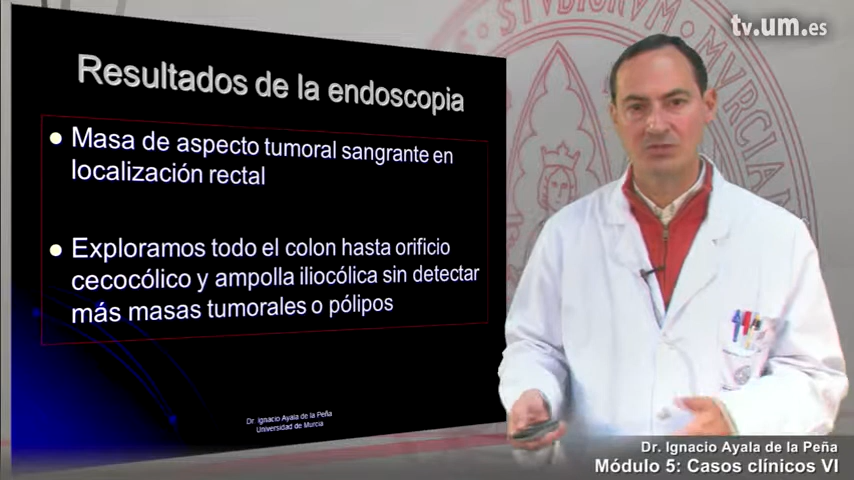 tv.um.es
STVDIORVM
MVRCIANA
Resultados de la endoscopia
Masa de aspecto tumoral sangrante en
localización rectal
Exploramos todo el colon hasta orificio
cecocólico y ampolla iliocólica sin detectar
más masas tumorales o pólipos
Dr. Ignacio Ayala de la Peña
Universidad de Murcia
Dr. Ignacio Ayala de la Peña
Módulo 5: Casos clínicos VI